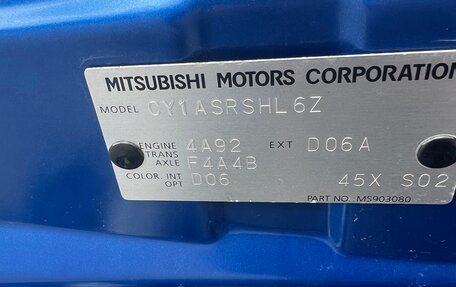 MITSUBISHI MOTORS CORPORATION
MODEL CY1ASRSHL6Z
ENGINE 4A92 EXT D06A
TRANS AXLE F4A4B
COLOR, INT OPT D06 45X S02
PART NO. MS903080